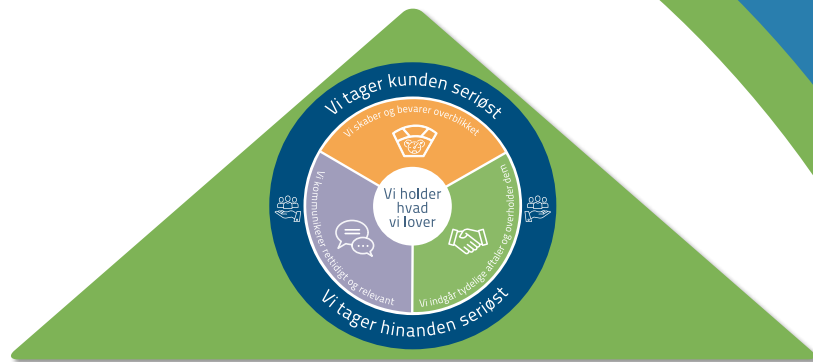 Vi tager kunden seriøst
Vi skaber og bevarer overblikket
Vi kommunikerer rettidigt og relevant
Vi holder
hvad
vi lover
Vi indgår tydelige aftaler og overholder dem
Vi tager hinanden seriøst